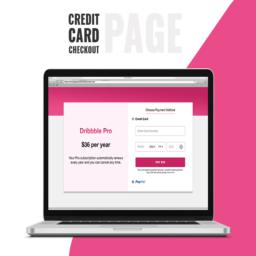 CREDIT
CARD
CHECKOUT
PAGE
Choose Payment Method
Credit Card
Dribbble Pro
$36 per year
Your Pro subscription automatically renews
every year and you can cancel any time.
PayPal